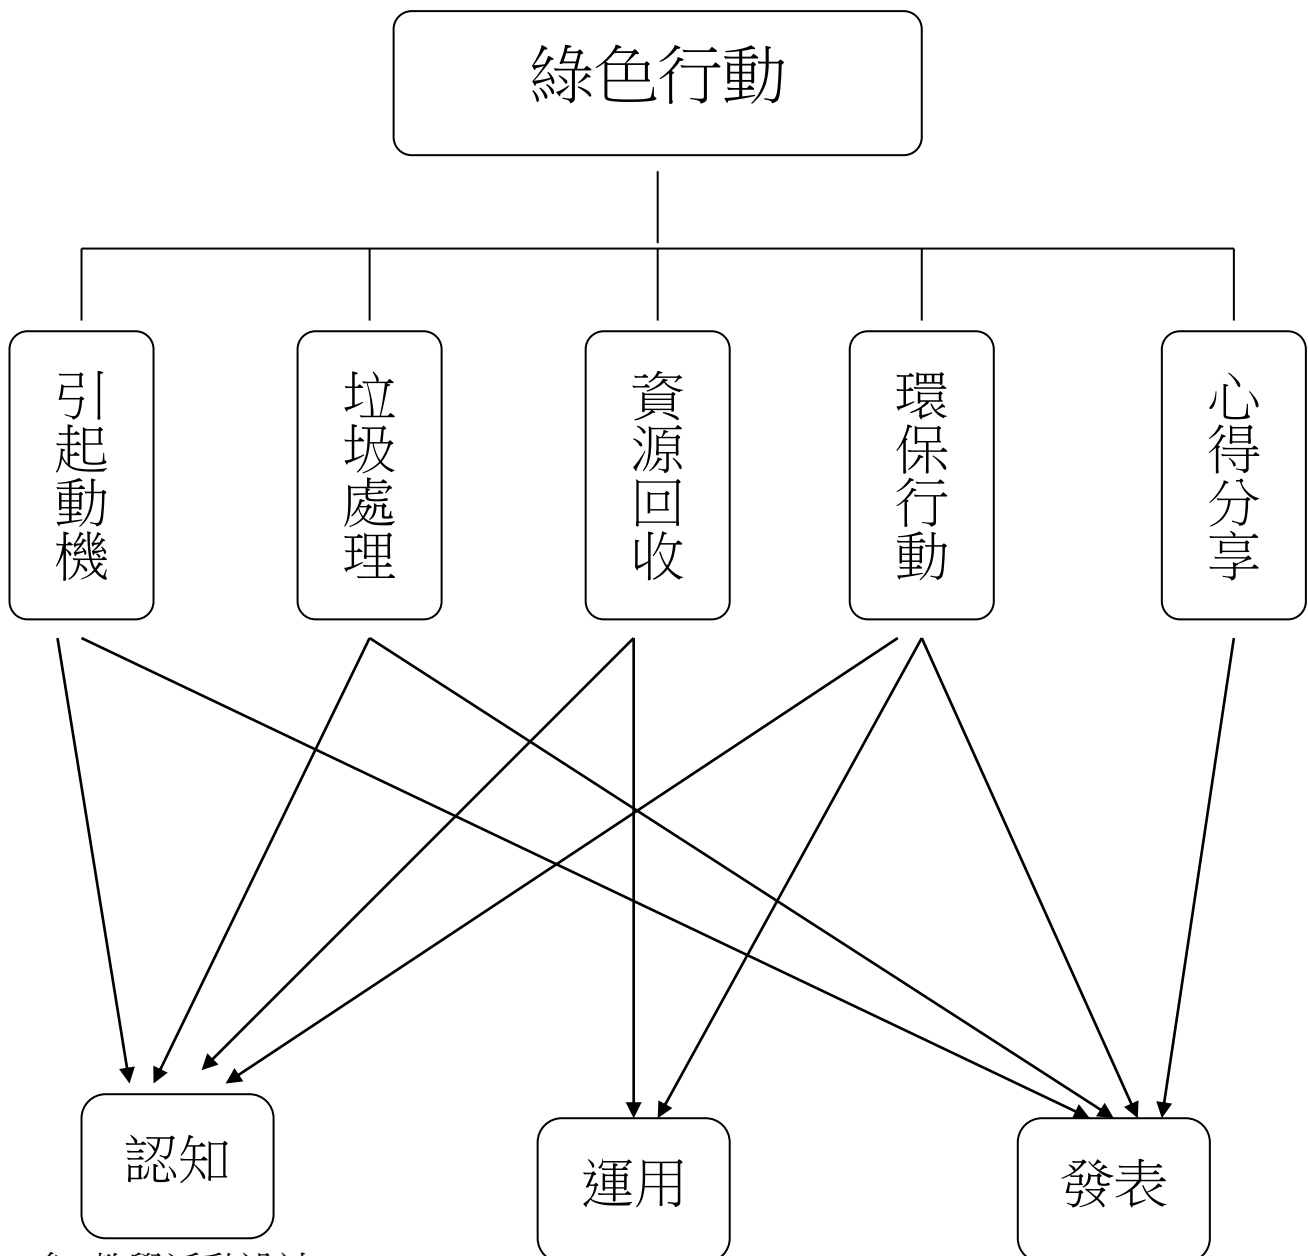 綠色行動
引起動機
垃圾處理
資源回收
環保行動
心得分享
認知
運用
發表